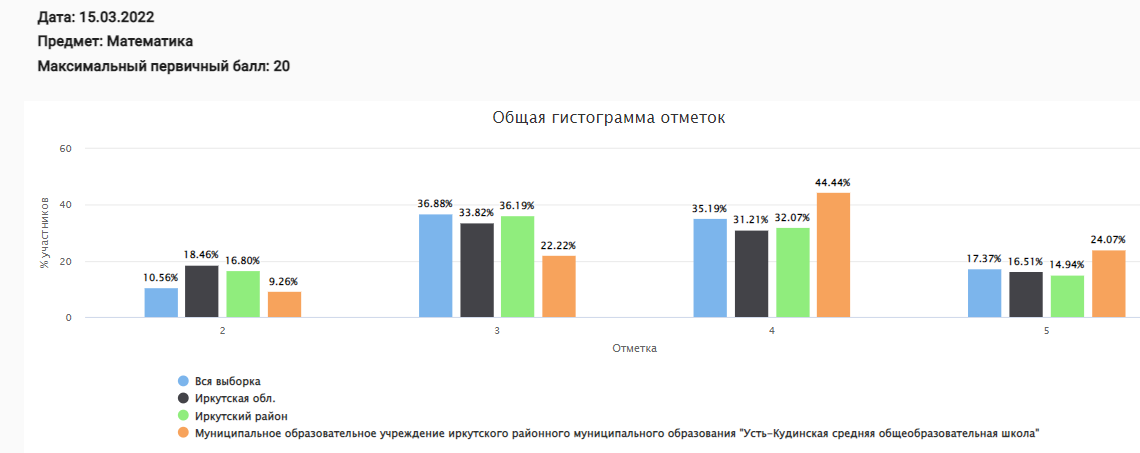 Дата: 15.03.2022
Предмет: Математика
Максимальный первичный балл: 20
Общая гистограмма отметок
60
40
20
0
% участников
10.56% 18.46% 16.80% 9.26%
36.88% 33.82% 36.19% 22.22%
35.19% 31.21% 32.07% 44.44%
17.37% 16.51% 14.94% 24.07%
2 3 4 5
Отметка
Вся выборка
Иркутская обл.
Иркутский район
Муниципальное образовательное учреждение иркутского районного муниципального образования "Усть-Кудинская средняя общеобразовательная школа"